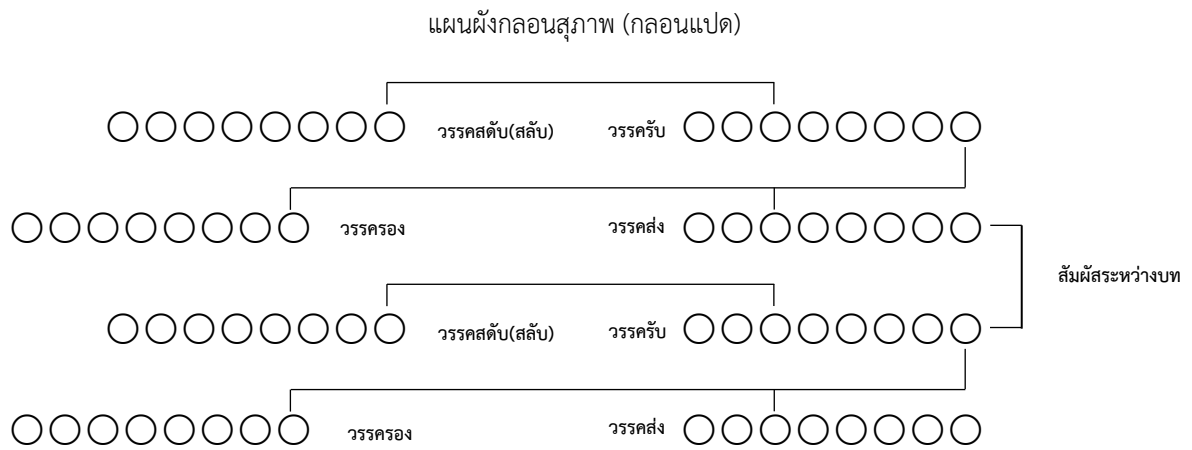 แผนผังกลอนสุภาพ (กลอนแปด)
วรรคสดับ(สลับ) วรรครับ
วรรครอง วรรคส่ง
สัมผัสระหว่างบท
วรรคสดับ(สลับ) วรรครับ
วรรครอง วรรคส่ง